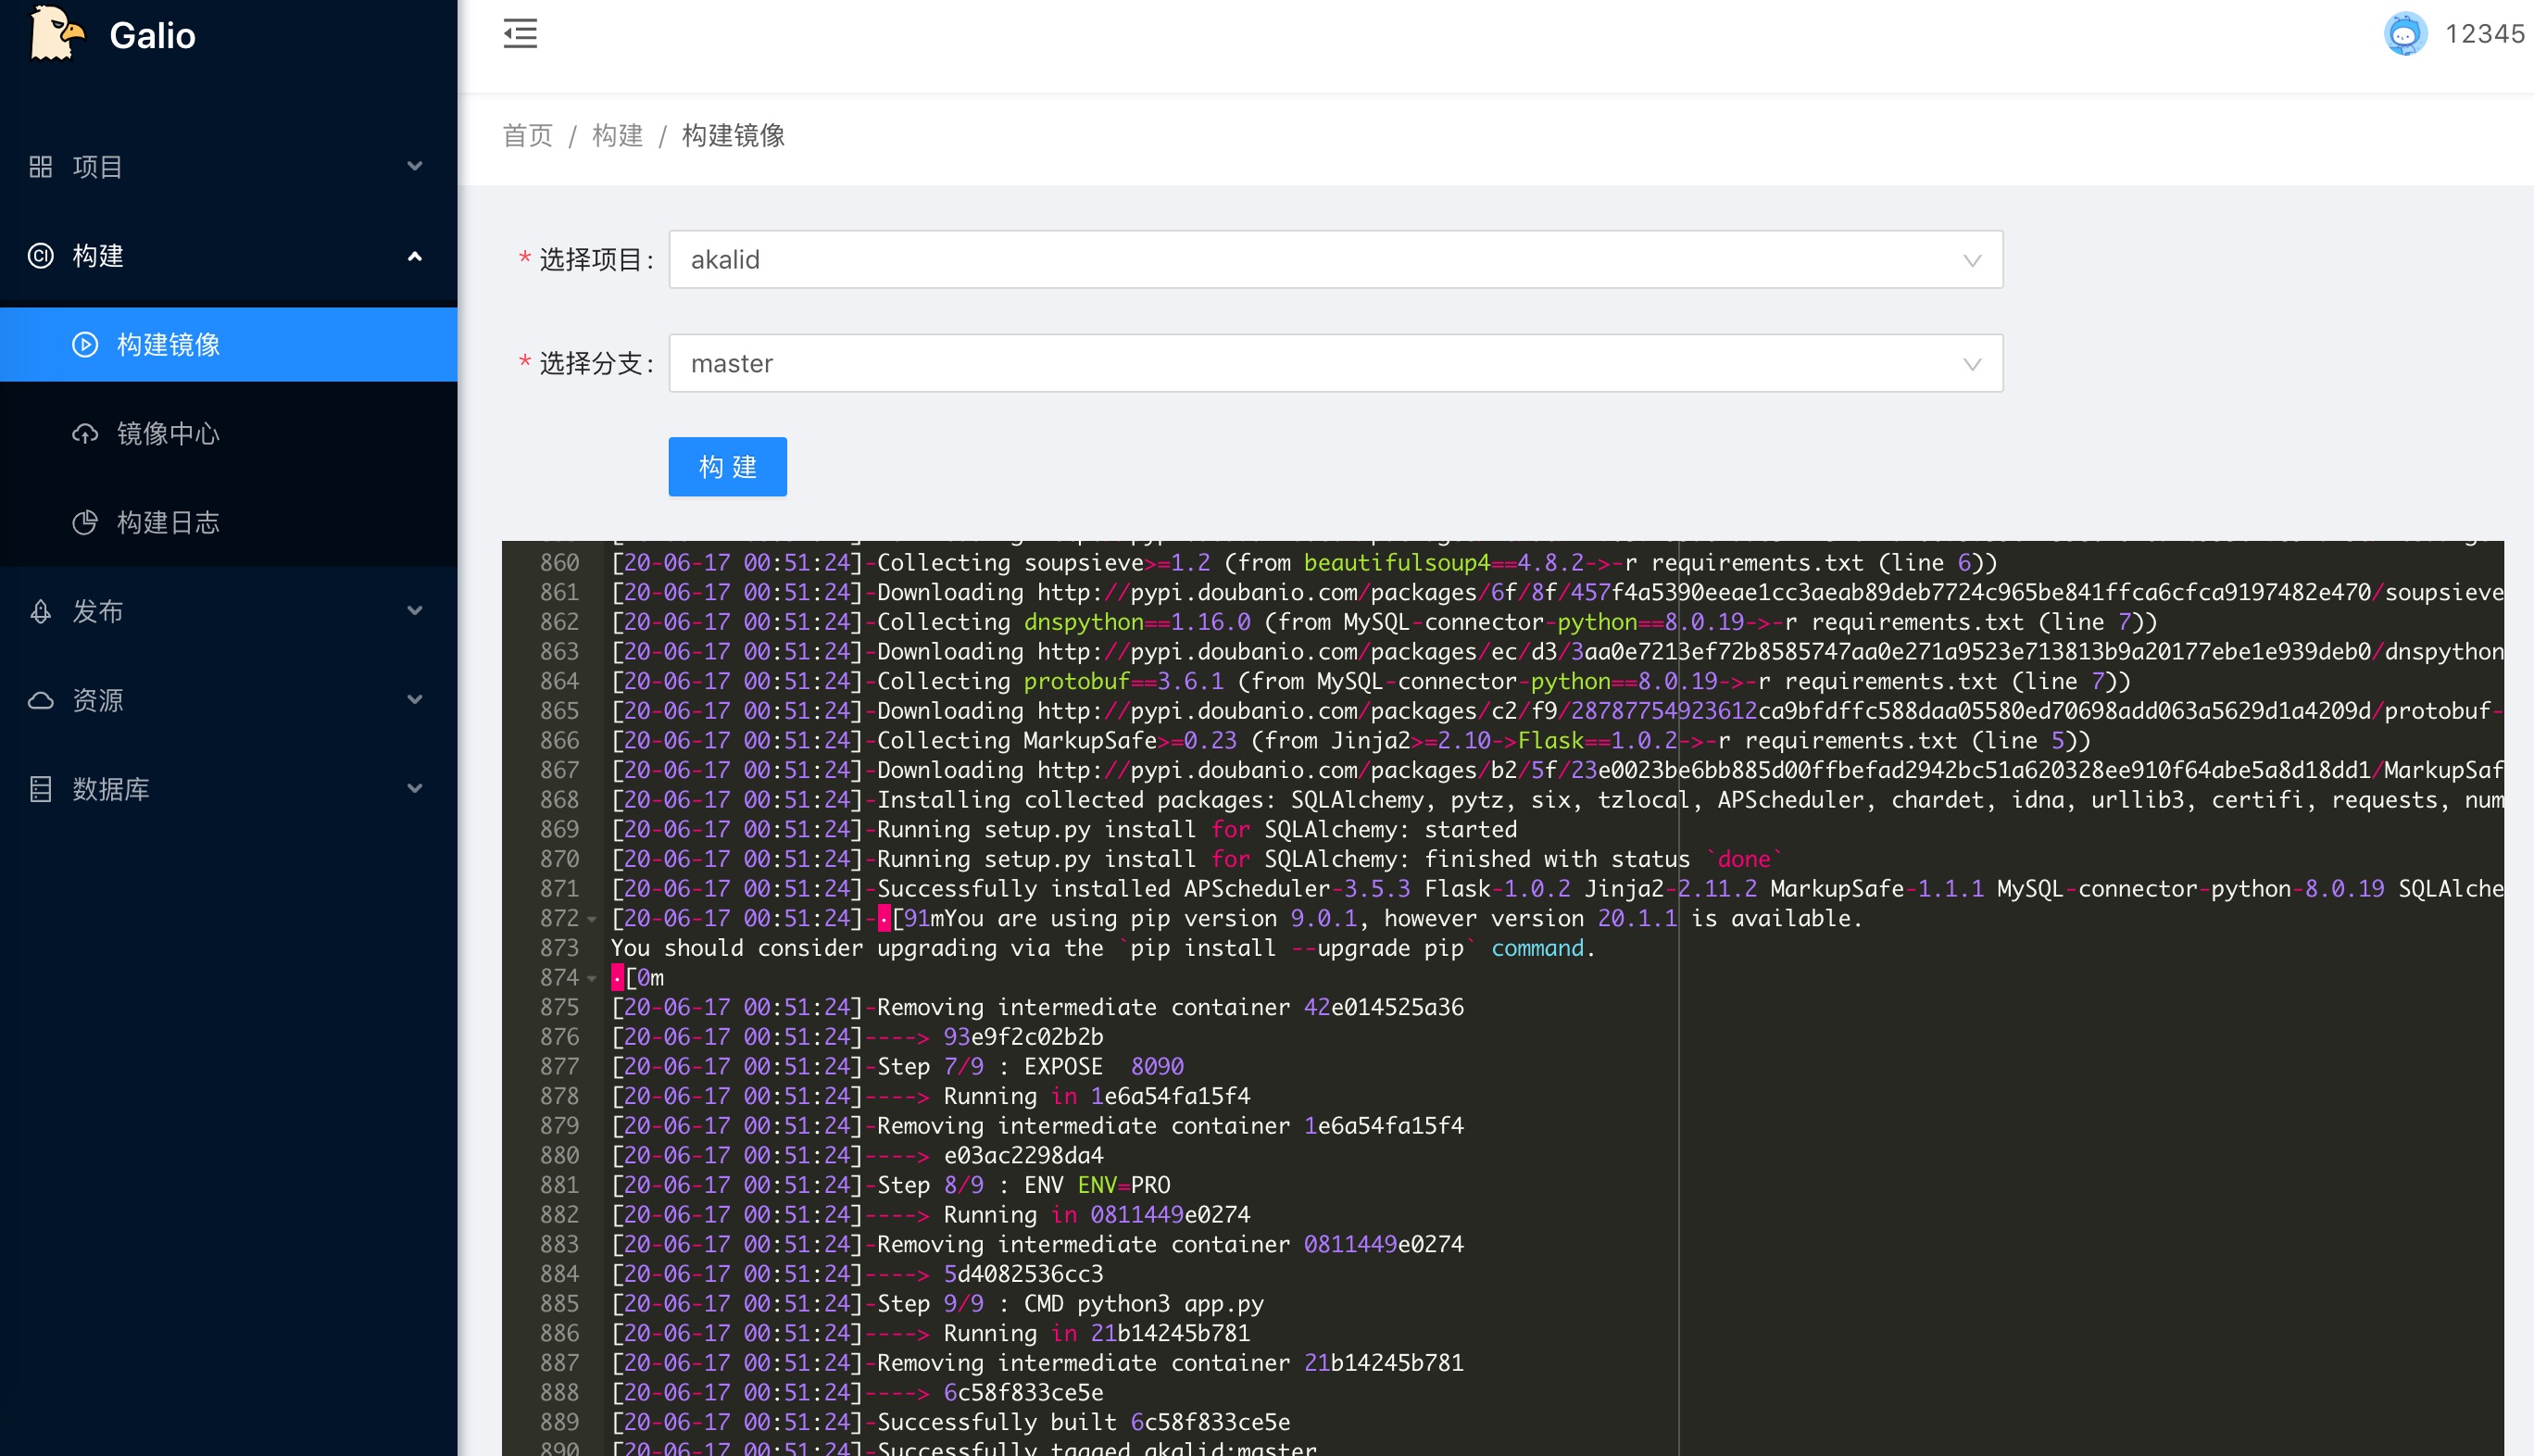 Galio
12345
项目
构建
构建镜像
镜像中心
构建日志
发布
资源
数据库
首页 / 构建 / 构建镜像
* 选择项目: akalid
* 选择分支: master
构 建
860 [20-06-17 00:51:24]-Collecting soupsieve>=1.2 (from beautifulsoup4==4.8.2->-r requirements.txt (line 6))
861 [20-06-17 00:51:24]-Downloading http://pypi.doubanio.com/packages/6f/8f/457f4a5390eeae1cc3aeab89deb7724c965be841ffca6cfca9197482e470/soupsieve
862 [20-06-17 00:51:24]-Collecting dnspython==1.16.0 (from MySQL-connector-python==8.0.19->-r requirements.txt (line 7))
863 [20-06-17 00:51:24]-Downloading http://pypi.doubanio.com/packages/ec/d3/3aa0e7213ef72b8585747aa0e271a9523e713813b9a20177ebe1e939deb0/dnspython
864 [20-06-17 00:51:24]-Collecting protobuf==3.6.1 (from MySQL-connector-python==8.0.19->-r requirements.txt (line 7))
865 [20-06-17 00:51:24]-Downloading http://pypi.doubanio.com/packages/c2/f9/28787754923612ca9bfdffc588daa05580ed70698add063a5629d1a4209d/protobuf-
866 [20-06-17 00:51:24]-Collecting MarkupSafe>=0.23 (from Jinja2>=2.10->Flask==1.0.2->-r requirements.txt (line 5))
867 [20-06-17 00:51:24]-Downloading http://pypi.doubanio.com/packages/b2/5f/23e0023be6bb885d00ffbefad2942bc51a620328ee910f64abe5a8d18dd1/MarkupSaf
868 [20-06-17 00:51:24]-Installing collected packages: SQLAlchemy, pytz, six, tzlocal, APScheduler, chardet, idna, urllib3, certifi, requests, num
869 [20-06-17 00:51:24]-Running setup.py install for SQLAlchemy: started
870 [20-06-17 00:51:24]-Running setup.py install for SQLAlchemy: finished with status `done`
871 [20-06-17 00:51:24]-Successfully installed APScheduler-3.5.3 Flask-1.0.2 Jinja2-2.11.2 MarkupSafe-1.1.1 MySQL-connector-python-8.0.19 SQLAlche
872 [20-06-17 00:51:24]-·[91mYou are using pip version 9.0.1, however version 20.1.1 is available.
873 You should consider upgrading via the `pip install --upgrade pip` command.
874 ·[0m
875 [20-06-17 00:51:24]-Removing intermediate container 42e014525a36
876 [20-06-17 00:51:24]----> 93e9f2c02b2b
877 [20-06-17 00:51:24]-Step 7/9 : EXPOSE  8090
878 [20-06-17 00:51:24]----> Running in 1e6a54fa15f4
879 [20-06-17 00:51:24]-Removing intermediate container 1e6a54fa15f4
880 [20-06-17 00:51:24]----> e03ac2298da4
881 [20-06-17 00:51:24]-Step 8/9 : ENV ENV=PRO
882 [20-06-17 00:51:24]----> Running in 0811449e0274
883 [20-06-17 00:51:24]-Removing intermediate container 0811449e0274
884 [20-06-17 00:51:24]----> 5d4082536cc3
885 [20-06-17 00:51:24]-Step 9/9 : CMD python3 app.py
886 [20-06-17 00:51:24]----> Running in 21b14245b781
887 [20-06-17 00:51:24]-Removing intermediate container 21b14245b781
888 [20-06-17 00:51:24]----> 6c58f833ce5e
889 [20-06-17 00:51:24]-Successfully built 6c58f833ce5e
890 [20-06-17 00:51:24]-Successfully tagged akalid:master